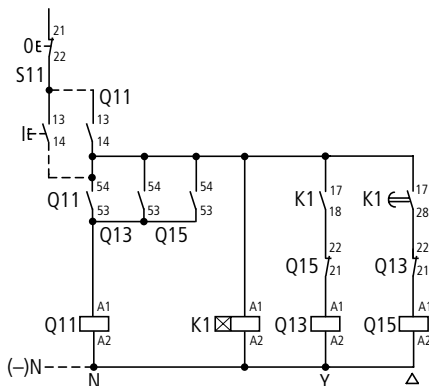 21
0E
22
S11
Q11
13 13
IE
14 14
54 54 54 17 17
Q11 K1 K1
53 53 53 18 28
Q13 Q15
22 22
Q15 Q13
21 21
A1 A1 A1 A1
Q11 K1 Q13 Q15
A2 A2 A2 A2
(–)N
N Y Δ